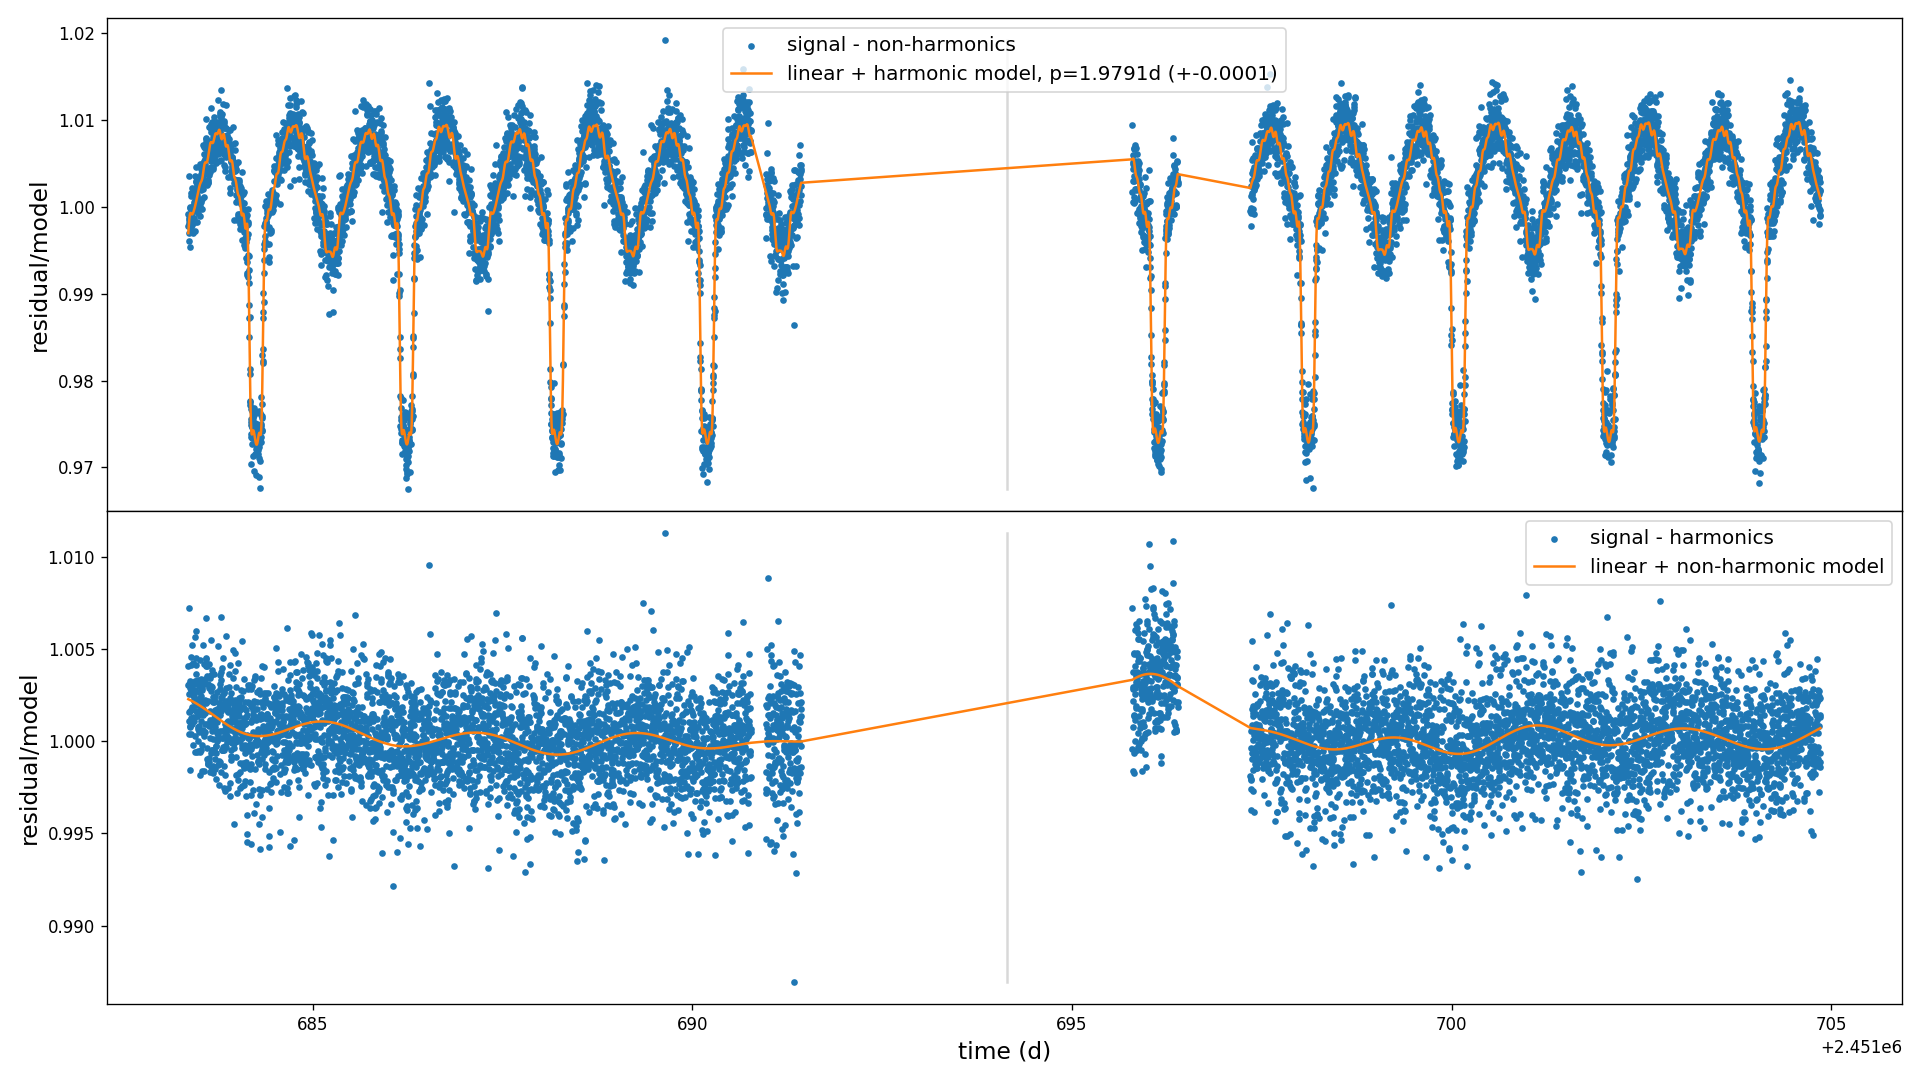 1.02
1.01
1.00
0.99
0.98
0.97
residual/model
signal - non-harmonics
linear + harmonic model, p=1.9791d (+-0.0001)
1.010
1.005
1.000
0.995
0.990
residual/model
signal - harmonics
linear + non-harmonic model
685
690
695
700
705
time (d)
+2.451e6